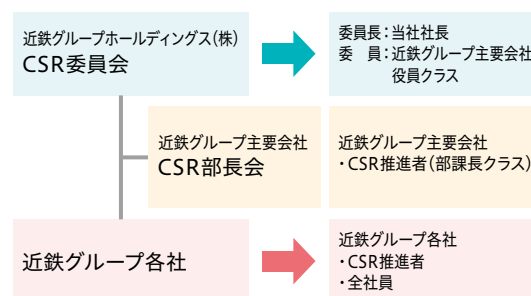 近鉄グループホールディングス(株)
CSR委員会
委員長：当社社長
委　員：近鉄グループ主要会社
役員クラス
近鉄グループ主要会社
CSR部長会
近鉄グループ主要会社
・CSR推進者(部課長クラス)
近鉄グループ各社
近鉄グループ各社
・CSR推進者
・全社員